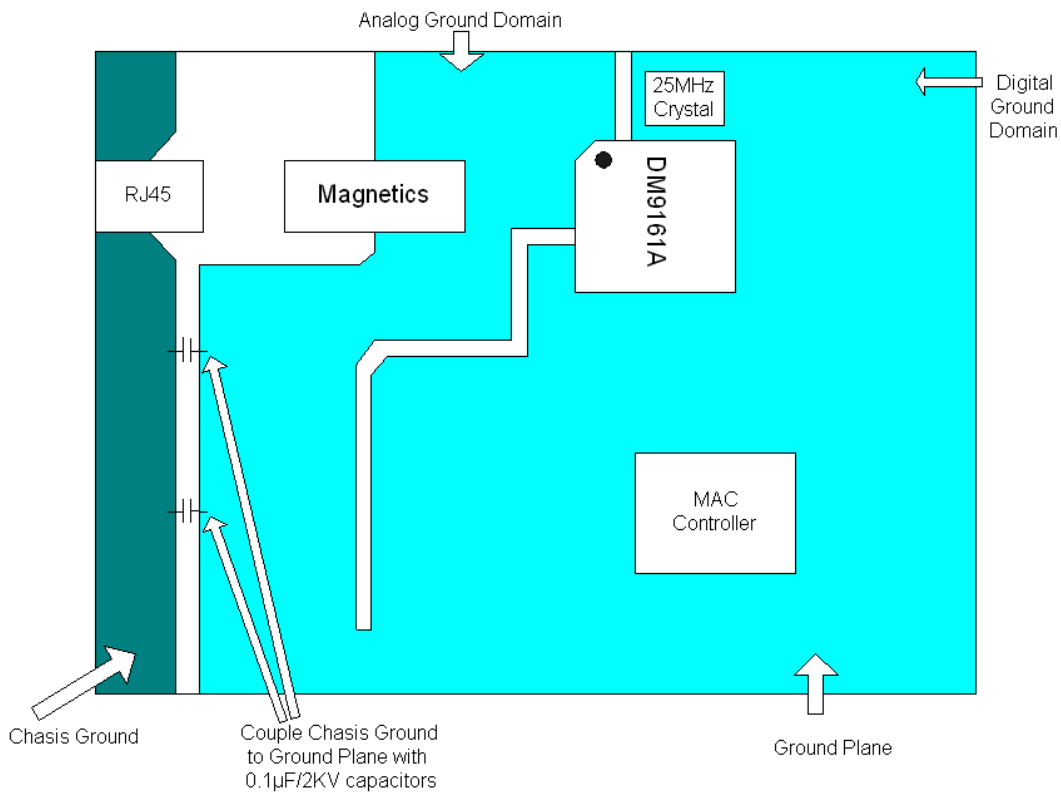 Analog Ground Domain
25MHz
Crystal
Digital
Ground
Domain
RJ45
Magnetics
DM9161A
MAC
Controller
Chasis Ground
Couple Chasis Ground
to Ground Plane with
0.1µF/2KV capacitors
Ground Plane